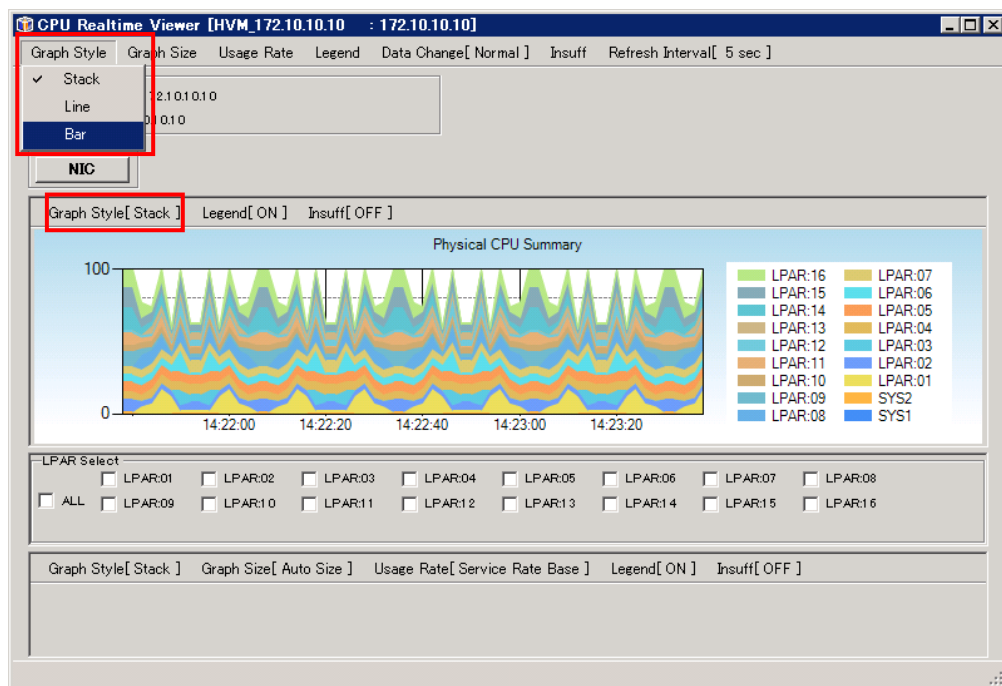 CPU Realtime Viewer [HVM_172.10.10.10 : 172.10.10.10]
Graph Style Graph Size Usage Rate Legend Data Change[ Normal ] Insuff Refresh Interval[ 5 sec ]
Stack
Line
Bar
72.10.10.10
0.10
NIC
Graph Style[ Stack ] Legend[ ON ] Insuff[ OFF ]
Physical CPU Summary
100
0
14:22:00 14:22:20 14:22:40 14:23:00 14:23:20
LPAR:16 LPAR:07
LPAR:15 LPAR:06
LPAR:14 LPAR:05
LPAR:13 LPAR:04
LPAR:12 LPAR:03
LPAR:11 LPAR:02
LPAR:10 LPAR:01
LPAR:09 SYS2
LPAR:08 SYS1
LPAR Select
LPAR:01 LPAR:02 LPAR:03 LPAR:04 LPAR:05 LPAR:06 LPAR:07 LPAR:08
ALL LPAR:09 LPAR:10 LPAR:11 LPAR:12 LPAR:13 LPAR:14 LPAR:15 LPAR:16
Graph Style[ Stack ] Graph Size[ Auto Size ] Usage Rate[ Service Rate Base ] Legend[ ON ] Insuff[ OFF ]